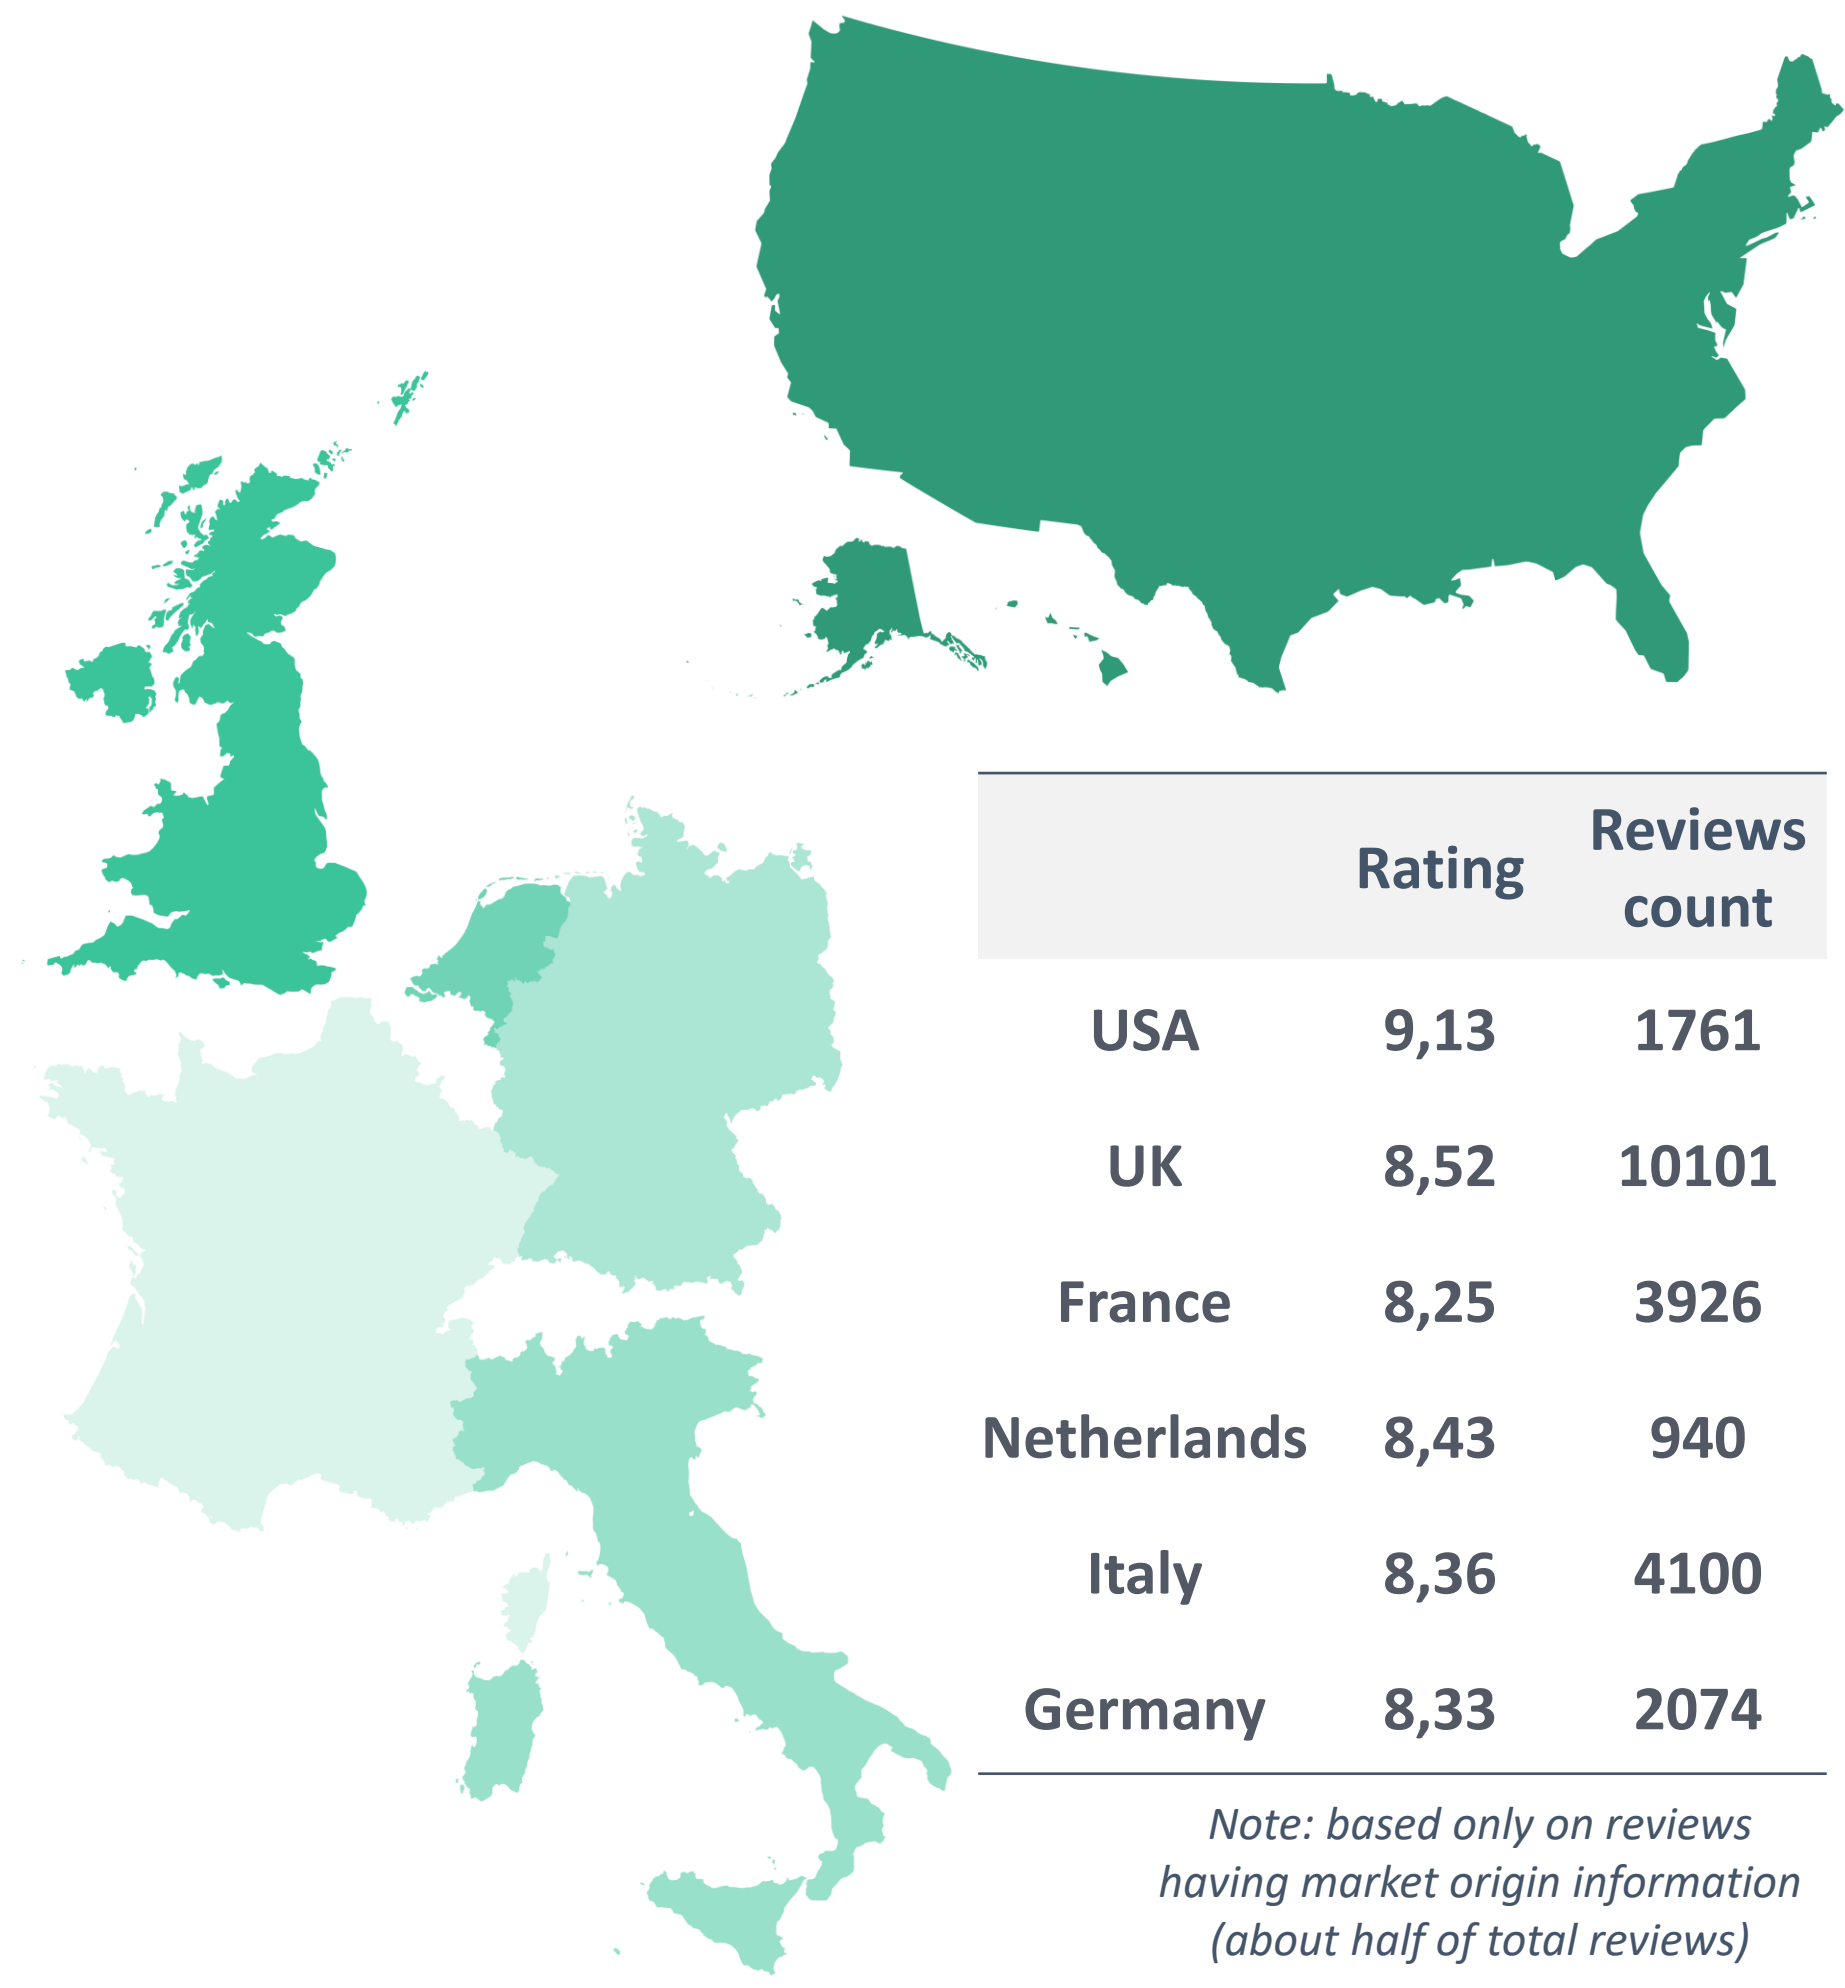 Rating Reviews count
USA 9,13 1761
UK 8,52 10101
France 8,25 3926
Netherlands 8,43 940
Italy 8,36 4100
Germany 8,33 2074
Note: based only on reviews
having market origin information
(about half of total reviews)